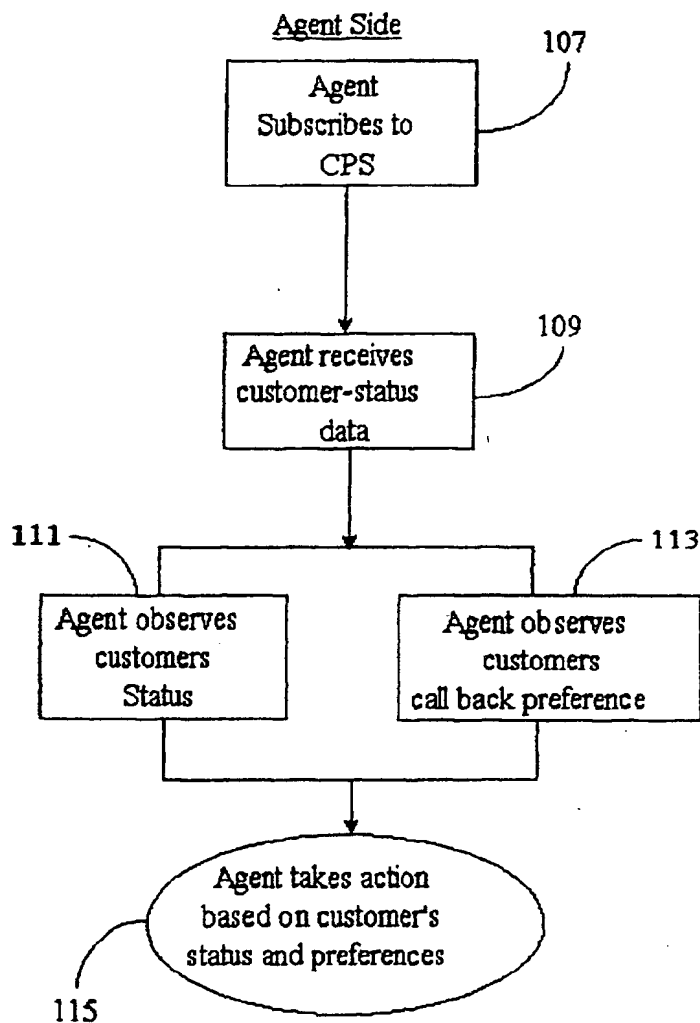 Agent Side
107
Agent
Subscribes to
CPS
109
Agent receives
customer-status
data
111
113
Agent observes
customers
Status
Agent observes
customers
call back preference
Agent takes action
based on customer's
status and preferences
115